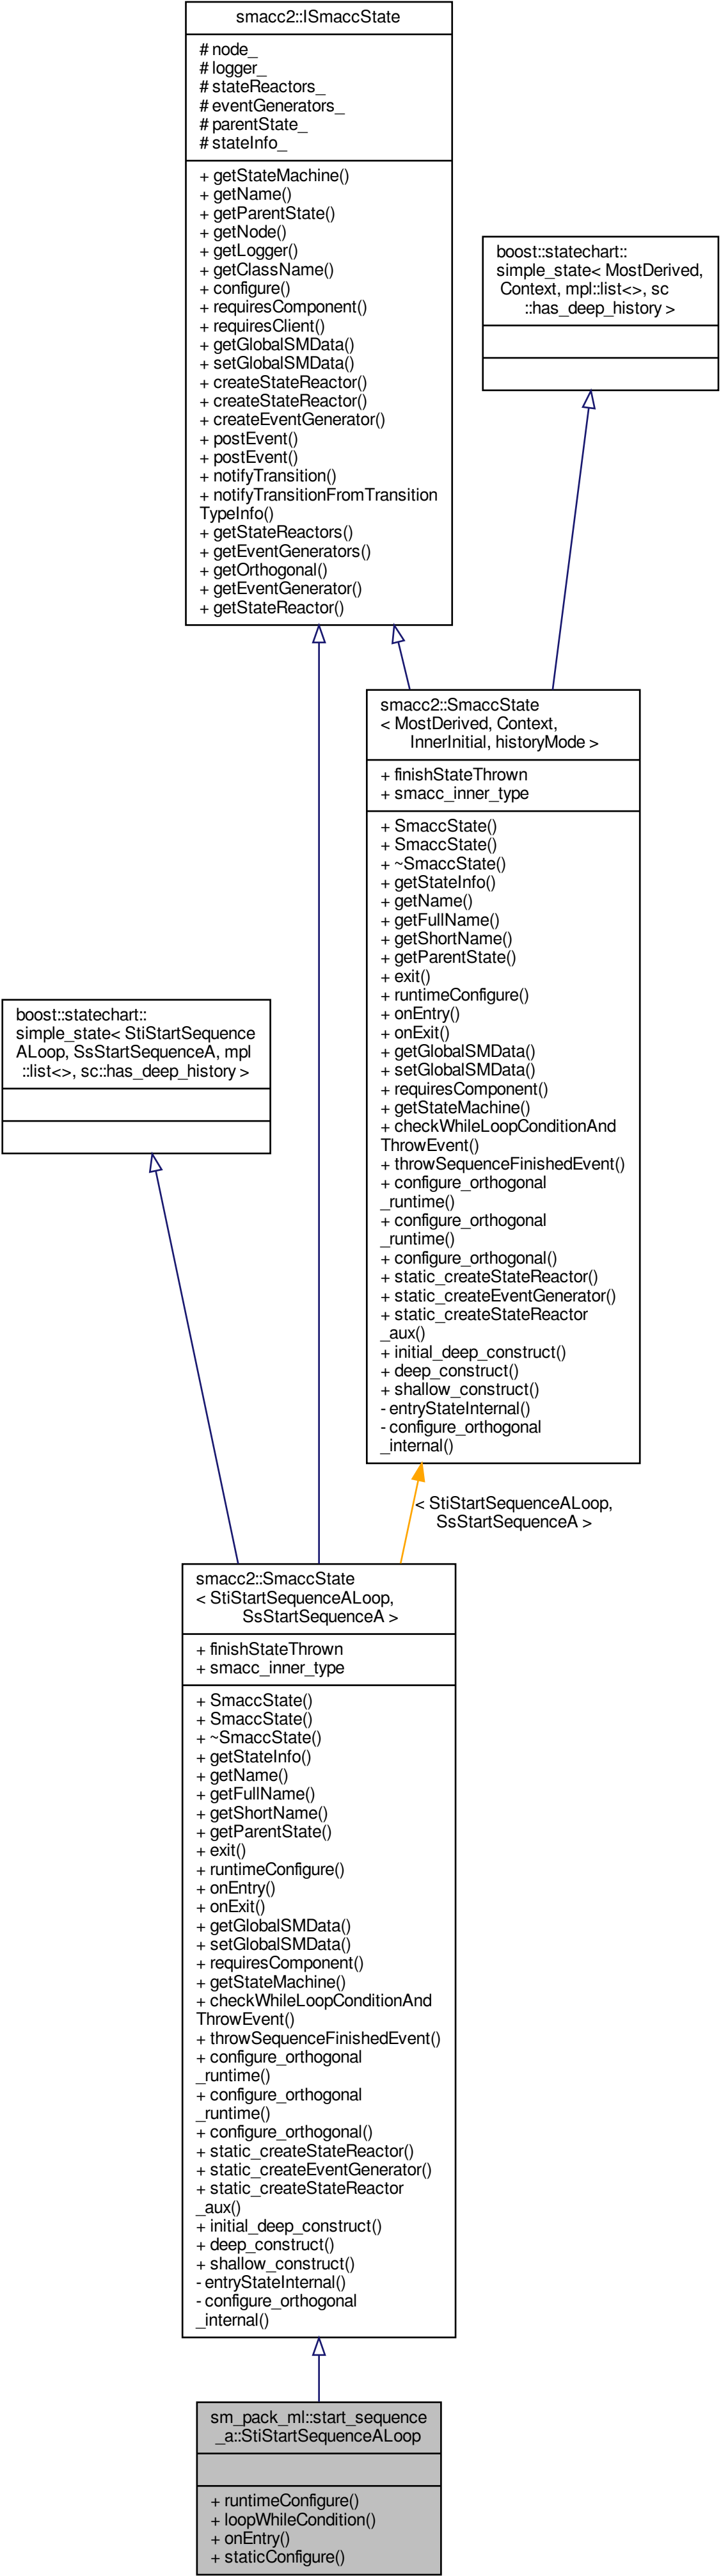 smacc2::ISmaccState
# node_
# logger_
# stateReactors_
# eventGenerators_
# parentState_
# stateInfo_
+ getStateMachine()
+ getName()
+ getParentState()
+ getNode()
+ getLogger()
+ getClassName()
+ configure()
+ requiresComponent()
+ requiresClient()
+ getGlobalSMData()
+ setGlobalSMData()
+ createStateReactor()
+ createStateReactor()
+ createEventGenerator()
+ postEvent()
+ postEvent()
+ notifyTransition()
+ notifyTransitionFromTransition
TypeInfo()
+ getStateReactors()
+ getEventGenerators()
+ getOrthogonal()
+ getEventGenerator()
+ getStateReactor()
boost::statechart::
simple_state< MostDerived,
Context, mpl::list<>, sc
::has_deep_history >
smacc2::SmaccState
< MostDerived, Context,
InnerInitial, historyMode >
+ finishStateThrown
+ smacc_inner_type
+ SmaccState()
+ SmaccState()
+ ~SmaccState()
+ getStateInfo()
+ getName()
+ getFullName()
+ getShortName()
+ getParentState()
+ exit()
+ runtimeConfigure()
+ onEntry()
+ onExit()
+ getGlobalSMData()
+ setGlobalSMData()
+ requiresComponent()
+ getStateMachine()
+ checkWhileLoopConditionAnd
ThrowEvent()
+ throwSequenceFinishedEvent()
+ configure_orthogonal
_runtime()
+ configure_orthogonal
_runtime()
+ configure_orthogonal()
+ static_createStateReactor()
+ static_createEventGenerator()
+ static_createStateReactor
_aux()
+ initial_deep_construct()
+ deep_construct()
+ shallow_construct()
- entryStateInternal()
- configure_orthogonal
_internal()
boost::statechart::
simple_state< StiStartSequence
ALoop, SsStartSequenceA, mpl
::list<>, sc::has_deep_history >
< StiStartSequenceALoop,
SsStartSequenceA >
smacc2::SmaccState
< StiStartSequenceALoop,
SsStartSequenceA >
+ finishStateThrown
+ smacc_inner_type
+ SmaccState()
+ SmaccState()
+ ~SmaccState()
+ getStateInfo()
+ getName()
+ getFullName()
+ getShortName()
+ getParentState()
+ exit()
+ runtimeConfigure()
+ onEntry()
+ onExit()
+ getGlobalSMData()
+ setGlobalSMData()
+ requiresComponent()
+ getStateMachine()
+ checkWhileLoopConditionAnd
ThrowEvent()
+ throwSequenceFinishedEvent()
+ configure_orthogonal
_runtime()
+ configure_orthogonal
_runtime()
+ configure_orthogonal()
+ static_createStateReactor()
+ static_createEventGenerator()
+ static_createStateReactor
_aux()
+ initial_deep_construct()
+ deep_construct()
+ shallow_construct()
- entryStateInternal()
- configure_orthogonal
_internal()
sm_pack_ml::start_sequence
_a::StiStartSequenceALoop
+ runtimeConfigure()
+ loopWhileCondition()
+ onEntry()
+ staticConfigure()